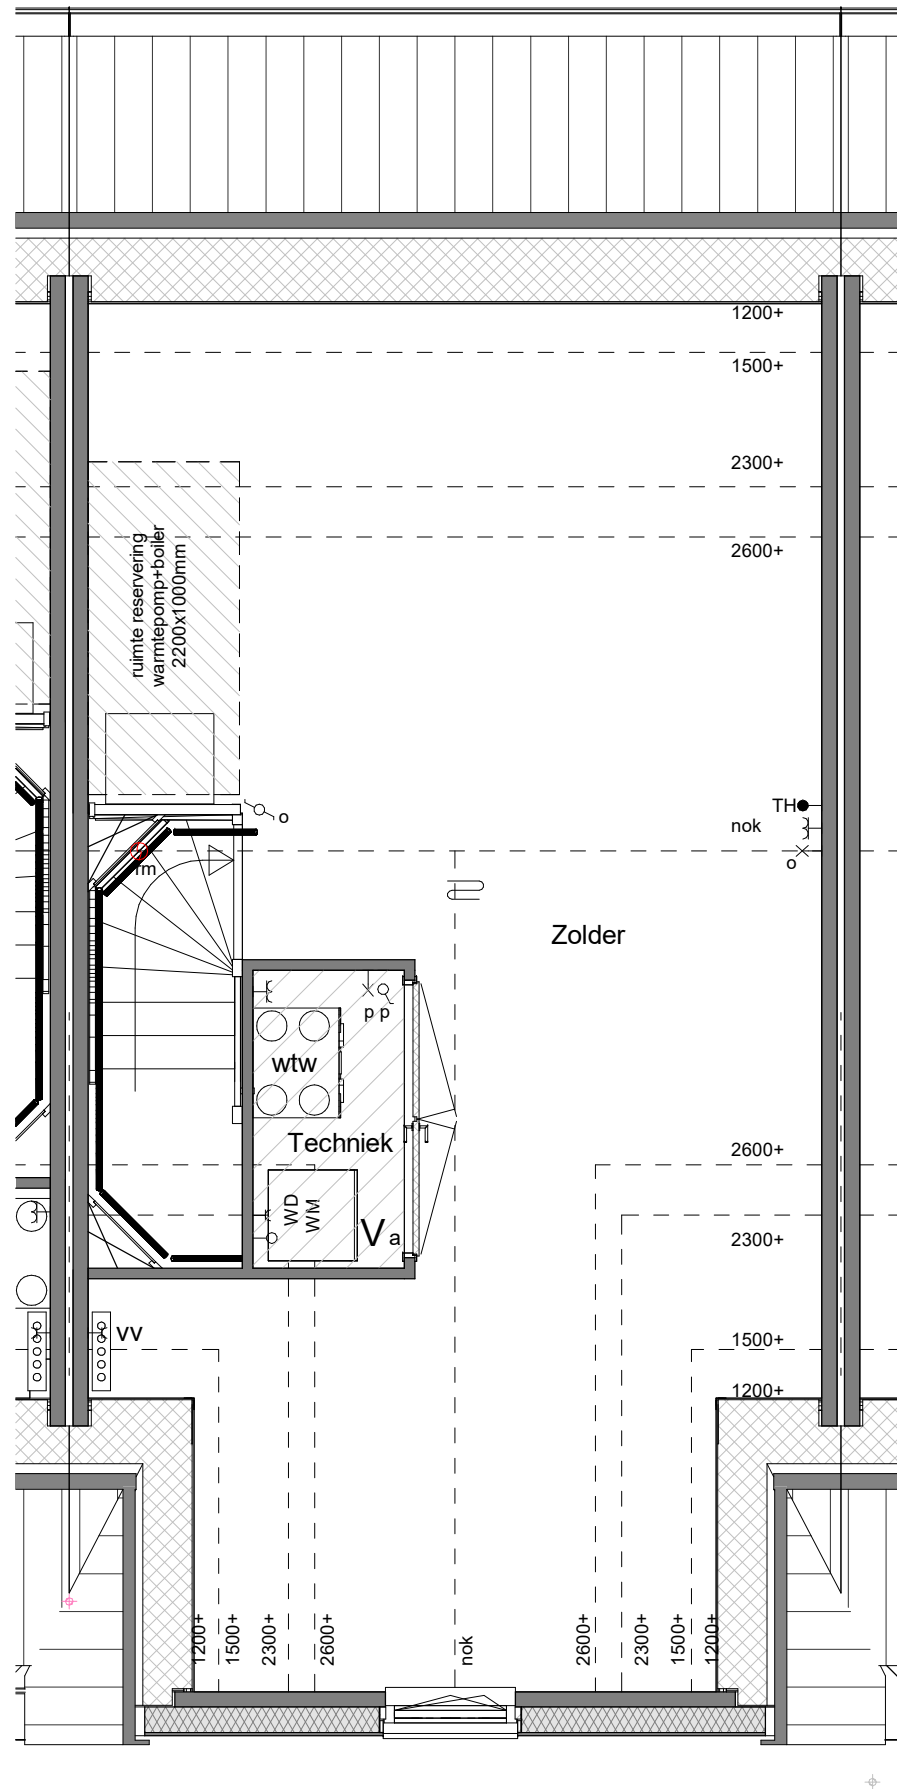 1200+
1500+
2300+
2600+
ruimte reservering
warmtepomp+boiler
2200x1000mm
o
TH
nok
o
rm
Zolder
p p
wtw
Techniek
WD
WM
V a
2600+
2300+
vv
1500+
1200+
1200+
1500+
2300+
2600+
nok
2600+
2300+
1500+
1200+